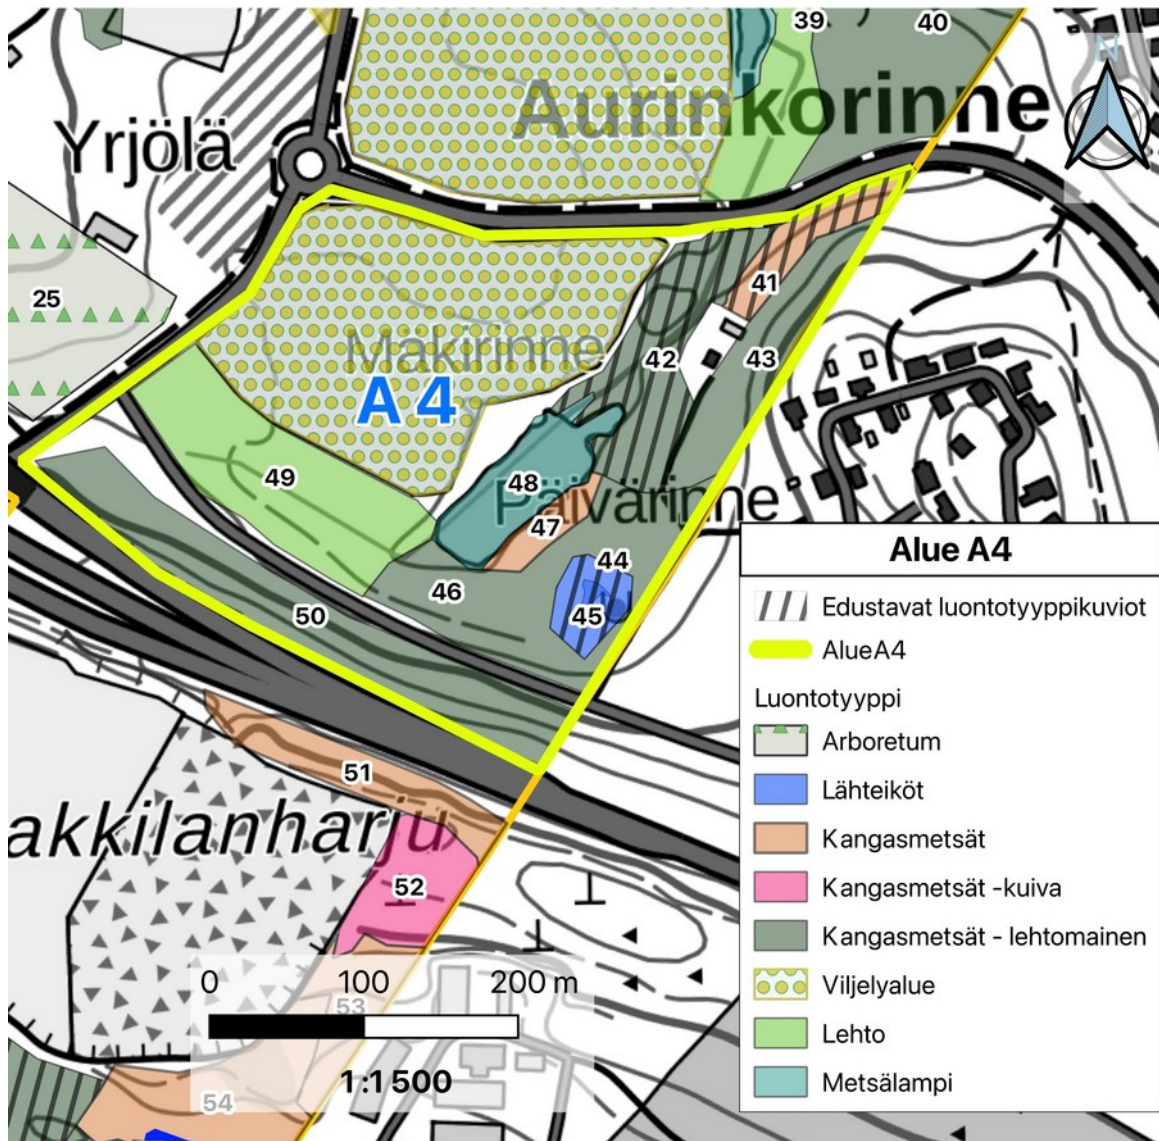 39
40
N
Aurinkorinne
Yrjölä
25
41
Mäkirinne
42
43
A 4
49
48
Päivärinne
47
44
46
45
50
51
akkilanharju
52
0 100 200 m
53
1:1 500
54
Alue A4
Edustavat luontotyyppikuviot
AlueA4
Luontotyyppi
Arboretum
Lähteiköt
Kangasmetsät
Kangasmetsät -kuiva
Kangasmetsät - lehtomainen
Viljelyalue
Lehto
Metsälampi